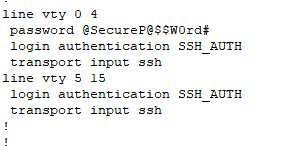 !
line vty 0 4
 password @SecureP@$$W0rd#
 login authentication SSH_AUTH
 transport input ssh
line vty 5 15
 login authentication SSH_AUTH
 transport input ssh
!
!